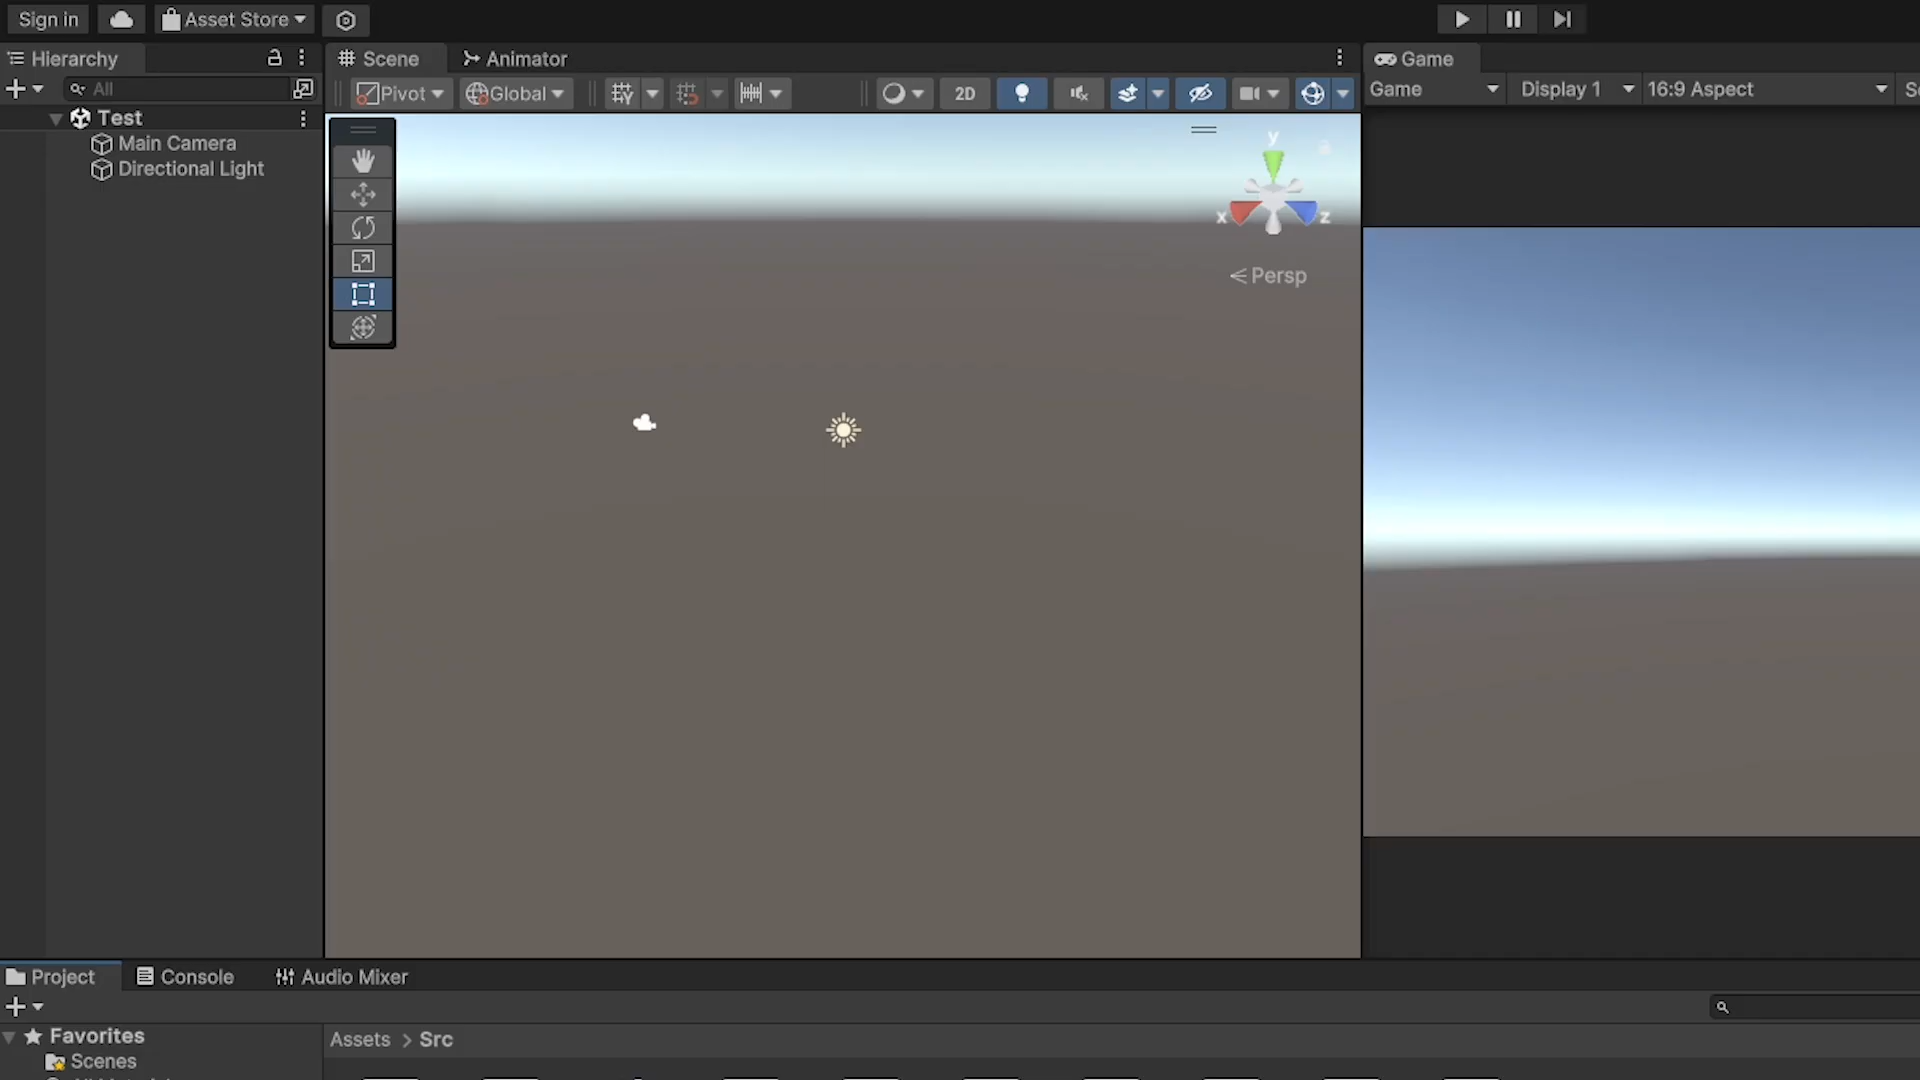 Sign in
Asset Store
Hierarchy
Scene
Animator
Game
All
Pivot
Global
2D
Game
Display 1
16:9 Aspect
Test
Main Camera
Directional Light
y
x
z
Persp
Project
Console
Audio Mixer
Favorites
Assets > Src
Scenes